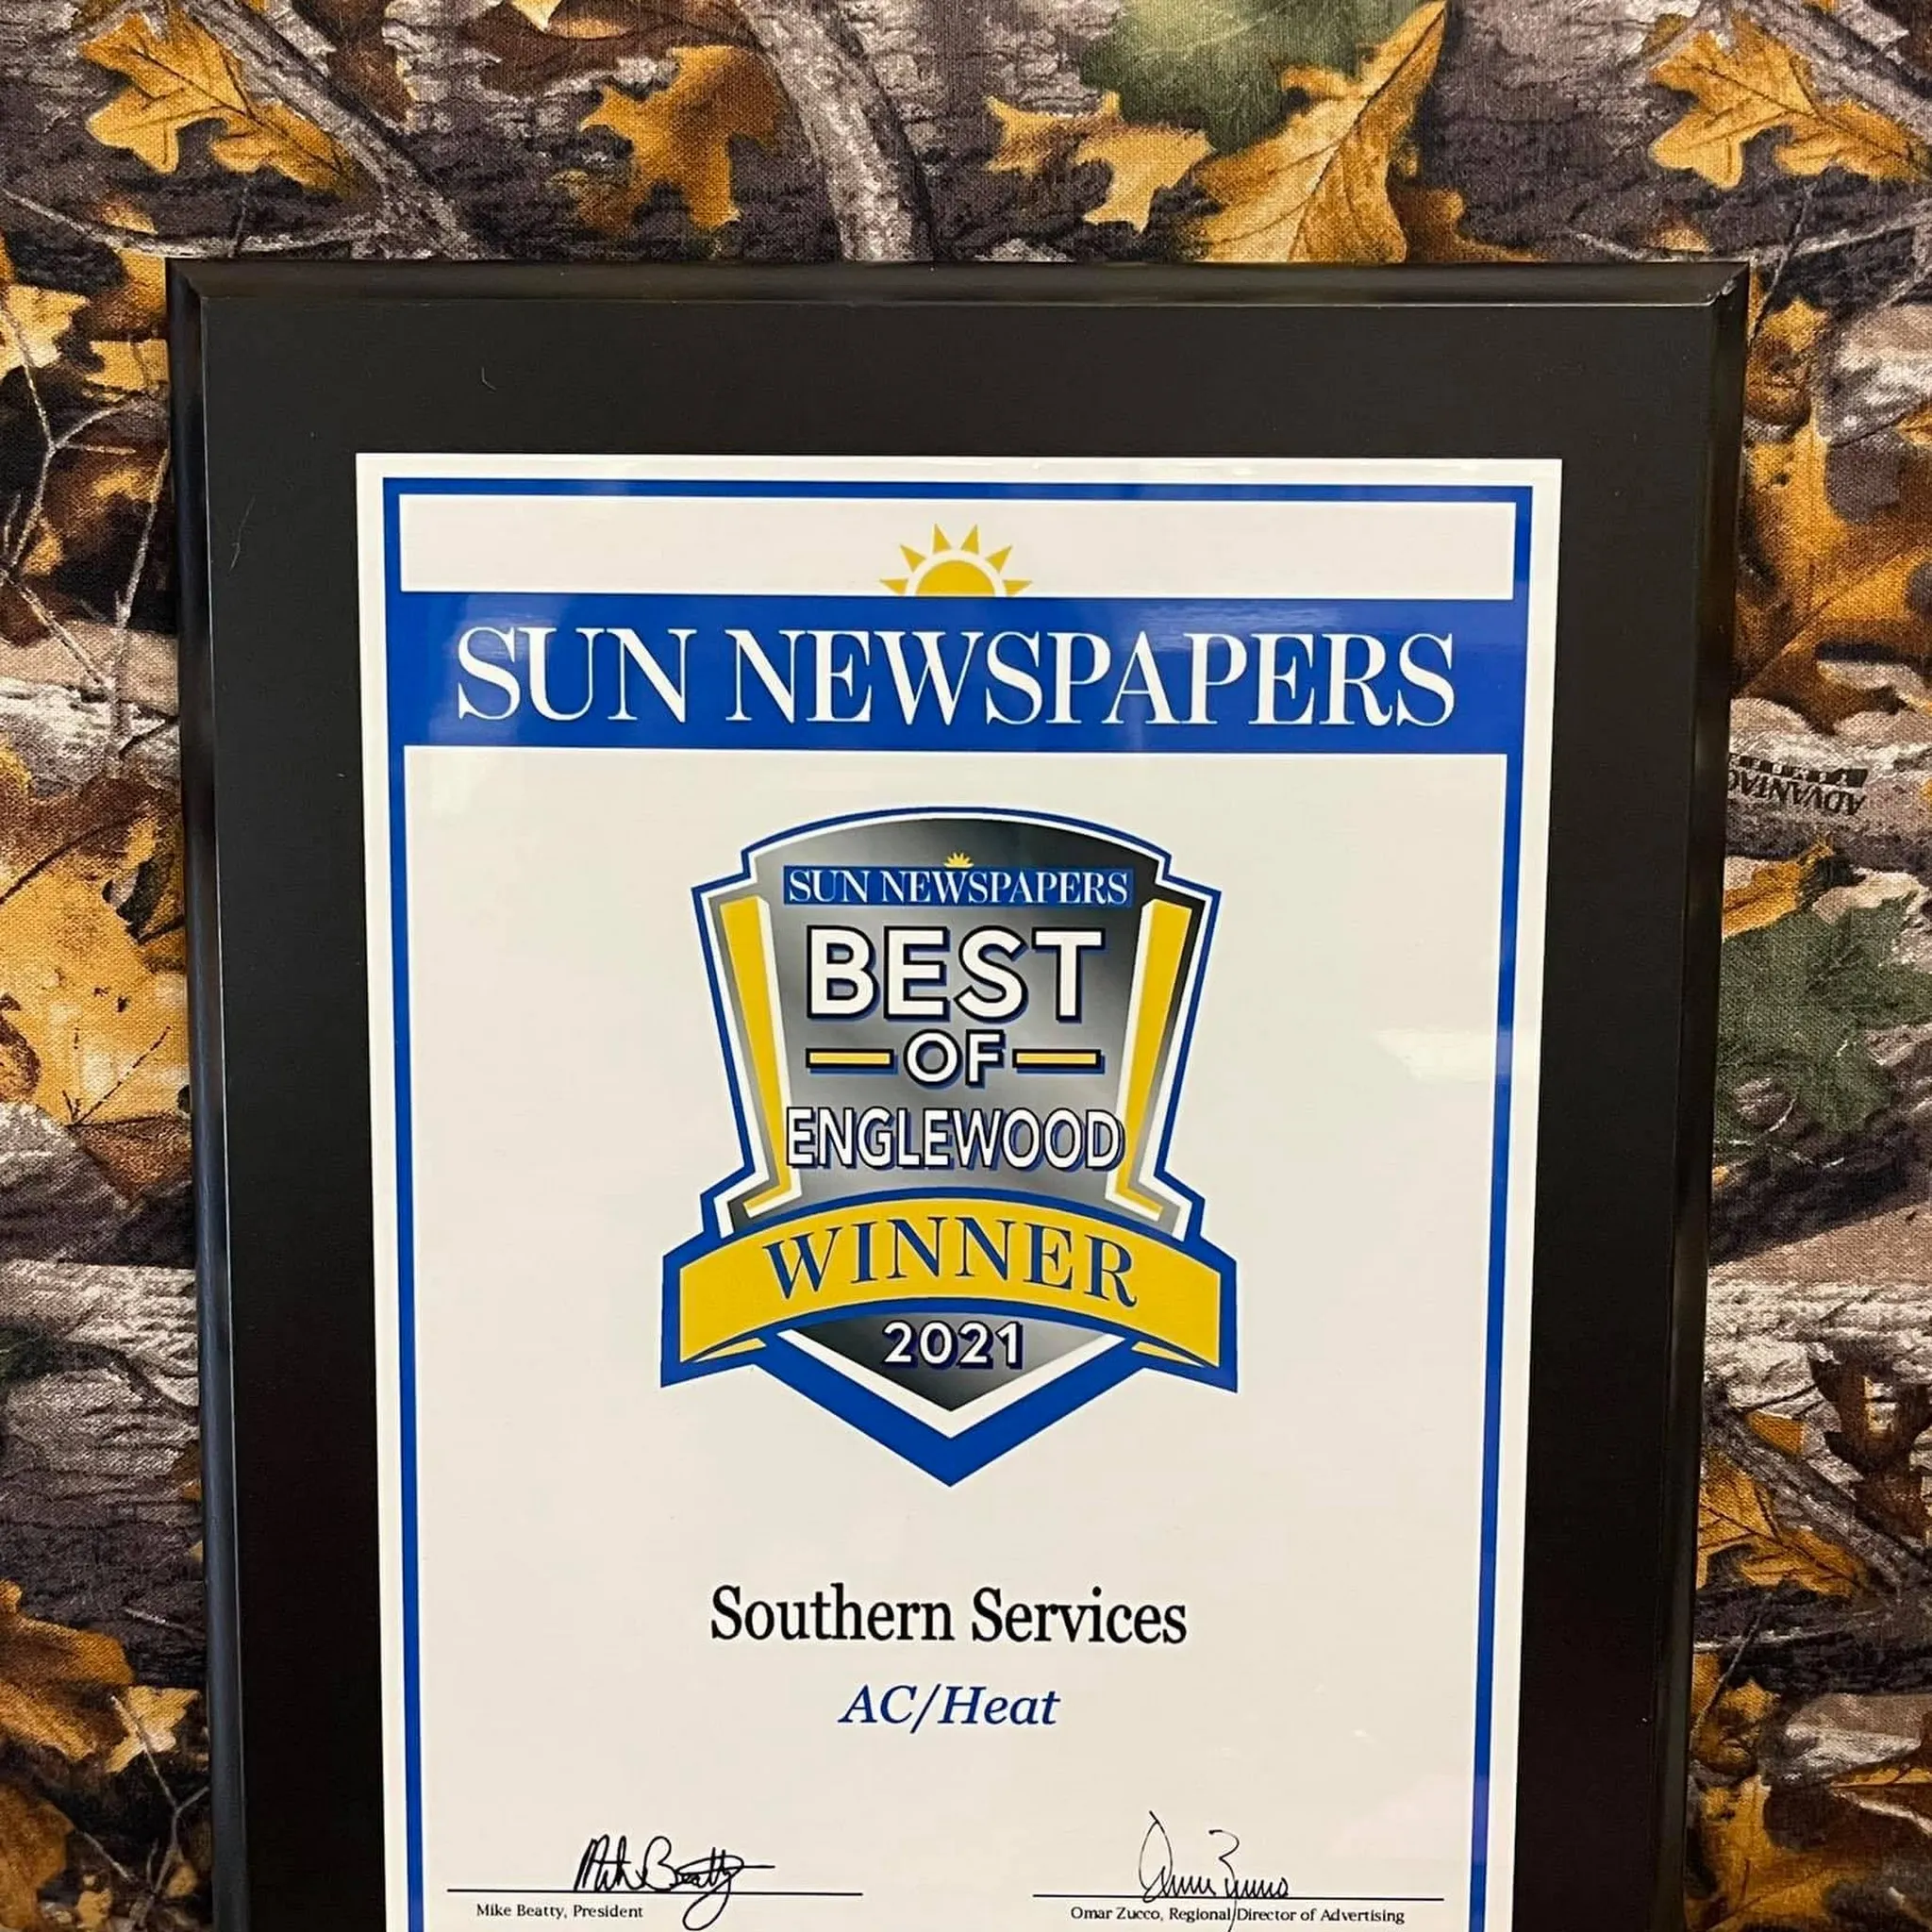 SUN NEWSPAPERS
SUN NEWSPAPERS
BEST
OF
ENGLEWOOD
WINNER
2021
Southern Services
AC/Heat
Mike Beatty, President
Omar Zucco, Regional Director of Advertising